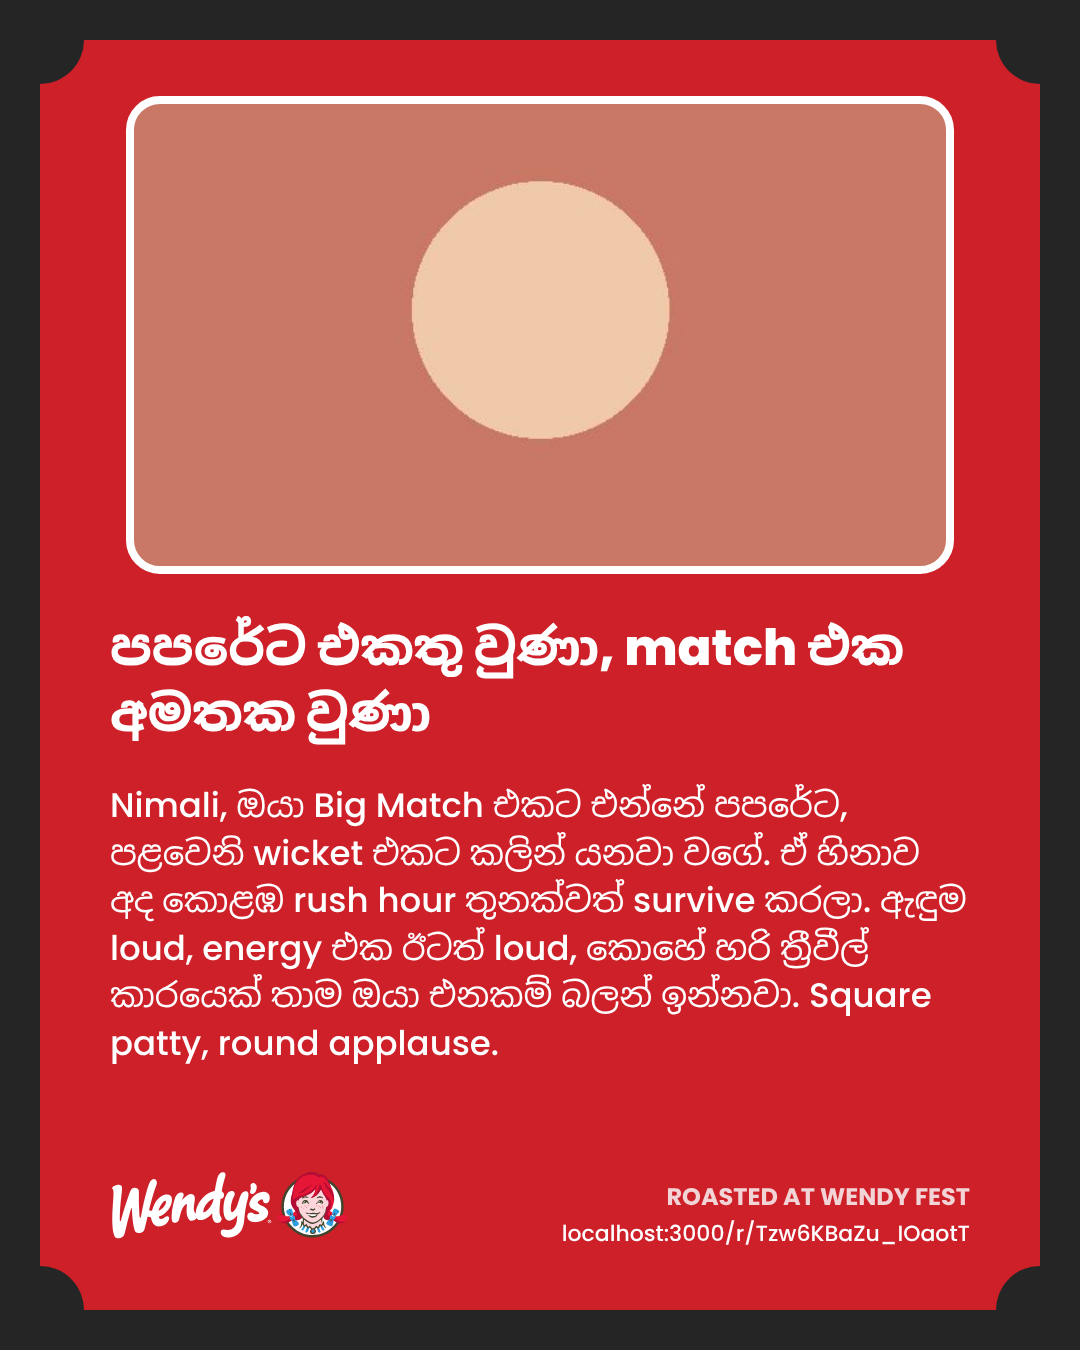 පපරේට එකතු වුණා, match එක
අමතක වුණා
Nimali, ඔයා Big Match එකට එන්නේ පපරේට,
පළවෙනි wicket එකට කලින් යනවා වගේ. ඒ හිනාව
අද කොළඹ rush hour තුනක්වත් survive කරලා. ඇඳුම
loud, energy එක ඊටත් loud, කොහේ හරි ත්‍රීවීල්
කාරයෙක් තාම ඔයා එනකම් බලන් ඉන්නවා. Square
patty, round applause.
Wendy's
ROASTED AT WENDY FEST
localhost:3000/r/Tzw6KBaZu_IOaotT